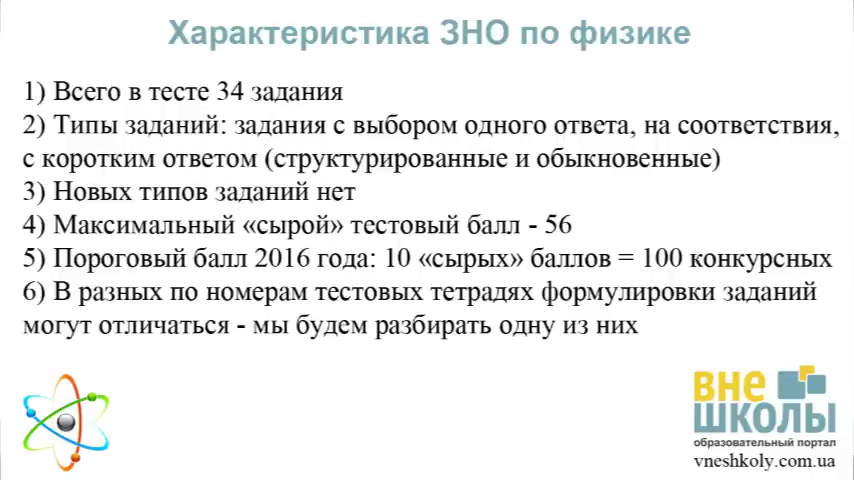 Характеристика ЗНО по физике
1) Всего в тесте 34 задания
2) Типы заданий: задания с выбором одного ответа, на соответствия,
с коротким ответом (структурированные и обыкновенные)
3) Новых типов заданий нет
4) Максимальный «сырой» тестовый балл - 56
5) Пороговый балл 2016 года: 10 «сырых» баллов = 100 конкурсных
6) В разных по номерам тестовых тетрадях формулировки заданий
могут отличаться - мы будем разбирать одну из них
вне
школы
образовательный портал
vneshkoly.com.ua